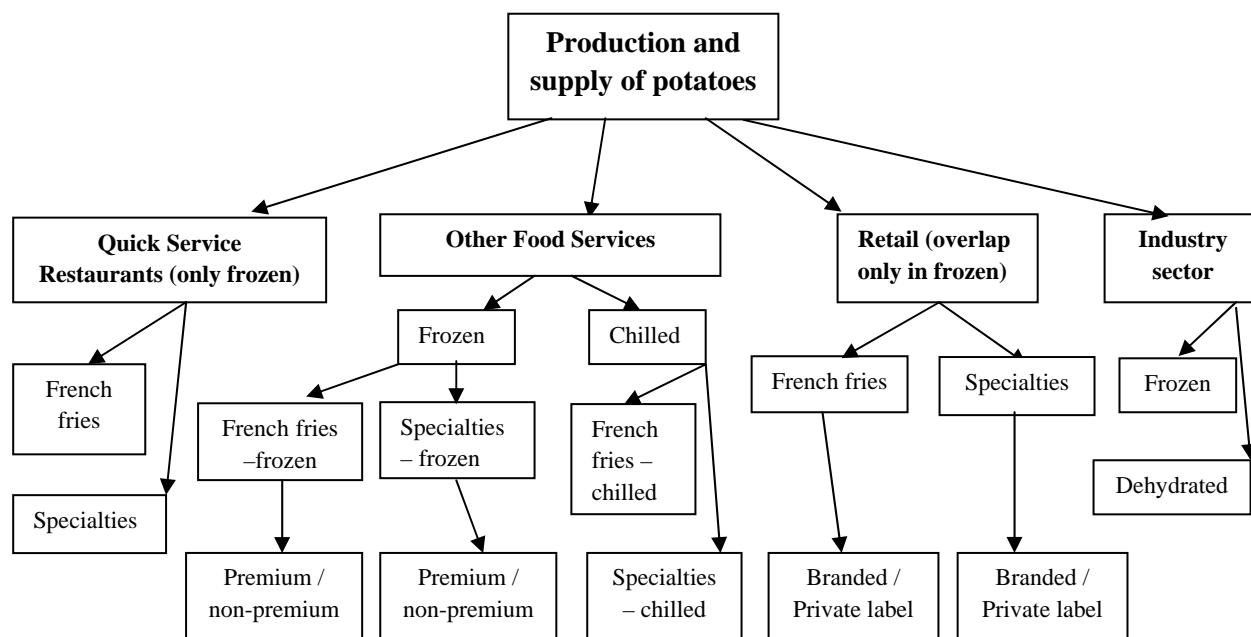 Production and
supply of potatoes
Quick Service
Restaurants (only frozen)
Other Food Services
Retail (overlap
only in frozen)
Industry
sector
Frozen
Chilled
French
fries
French fries
Specialties
Frozen
French fries
–frozen
Specialties
– frozen
French
fries –
chilled
Dehydrated
Specialties
Premium /
non-premium
Premium /
non-premium
Specialties
– chilled
Branded /
Private label
Branded /
Private label